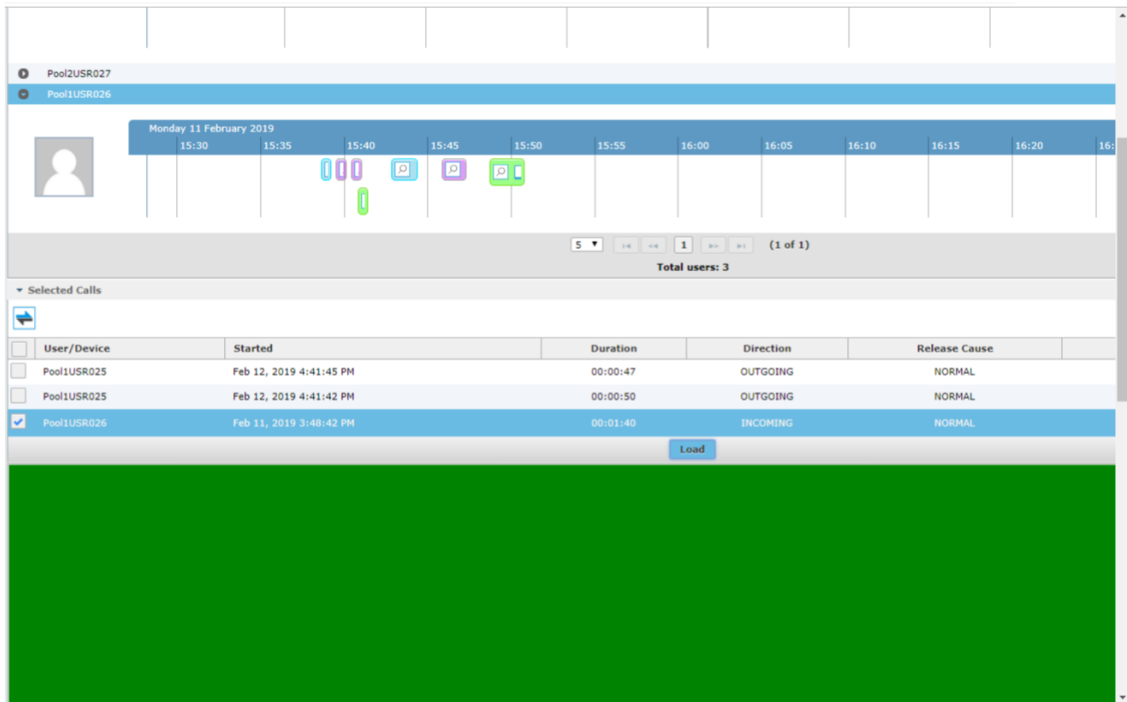 Pool2USR027
Pool1USR026
Monday 11 February 2019
15:30 15:35 15:40 15:45 15:50 15:55 16:00 16:05 16:10 16:15 16:20 16:
5 1 (1 of 1)
Total users: 3
Selected Calls
User/Device Started Duration Direction Release Cause
Pool1USR025 Feb 12, 2019 4:41:45 PM 00:00:47 OUTGOING NORMAL
Pool1USR025 Feb 12, 2019 4:41:42 PM 00:00:50 OUTGOING NORMAL
Pool1USR026 Feb 11, 2019 3:48:42 PM 00:01:40 INCOMING NORMAL
Load